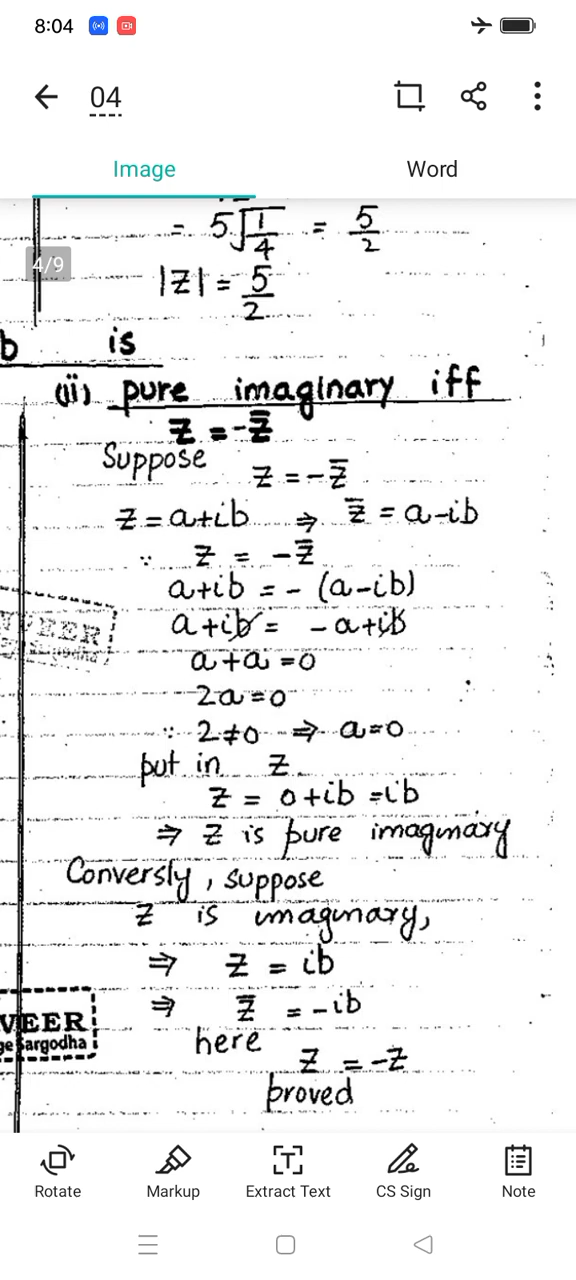 8:04
04
Image Word
= 5√1/4 = 5/2
4/9
|Z| = 5/2
b is
(ii) pure imaginary iff
Z = -Z̅
Suppose Z = -Z̅
Z = a+ib ⇒ Z̅ = a-ib
∵ Z = -Z̅
a+ib = - (a-ib)
a+ib = -a+ib
VEER
a+a =0
2a=0
∵ 2≠0 ⇒ a=0
put in Z
Z = 0+ib =ib
⇒ Z is pure imaginary
Conversly, suppose
Z is imaginary,
⇒ Z = ib
⇒ Z̅ = -ib
VEER
ge Sargodha
here Z = -Z
proved
Rotate Markup Extract Text CS Sign Note